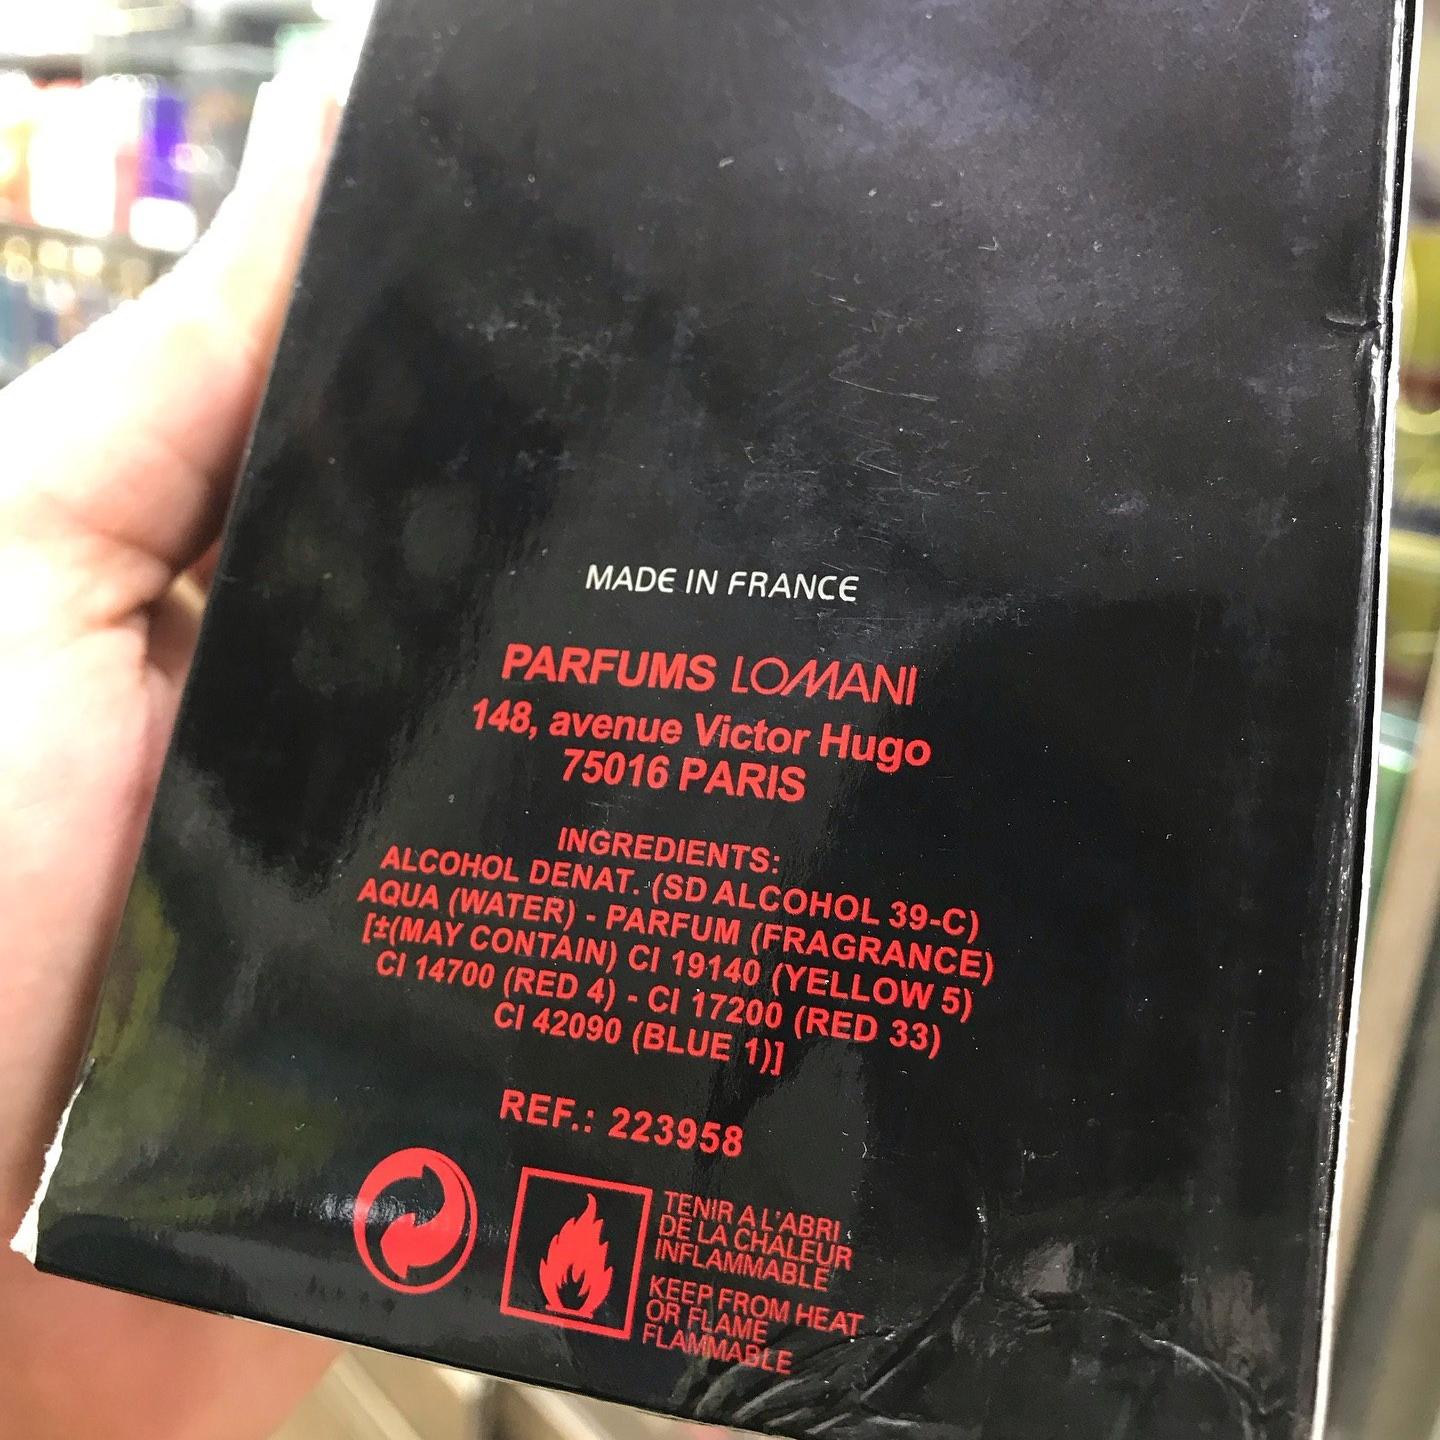 MADE IN FRANCE
PARFUMS LOMANI
148, avenue Victor Hugo
75016 PARIS
INGREDIENTS:
ALCOHOL DENAT. (SD ALCOHOL 39-C)
AQUA (WATER) - PARFUM (FRAGRANCE)
[±(MAY CONTAIN) CI 19140 (YELLOW 5)
CI 14700 (RED 4) - CI 17200 (RED 33)
CI 42090 (BLUE 1)]
REF.: 223958
TENIR A L'ABRI
DE LA CHALEUR
INFLAMMABLE
KEEP FROM HEAT
OR FLAME
FLAMMABLE